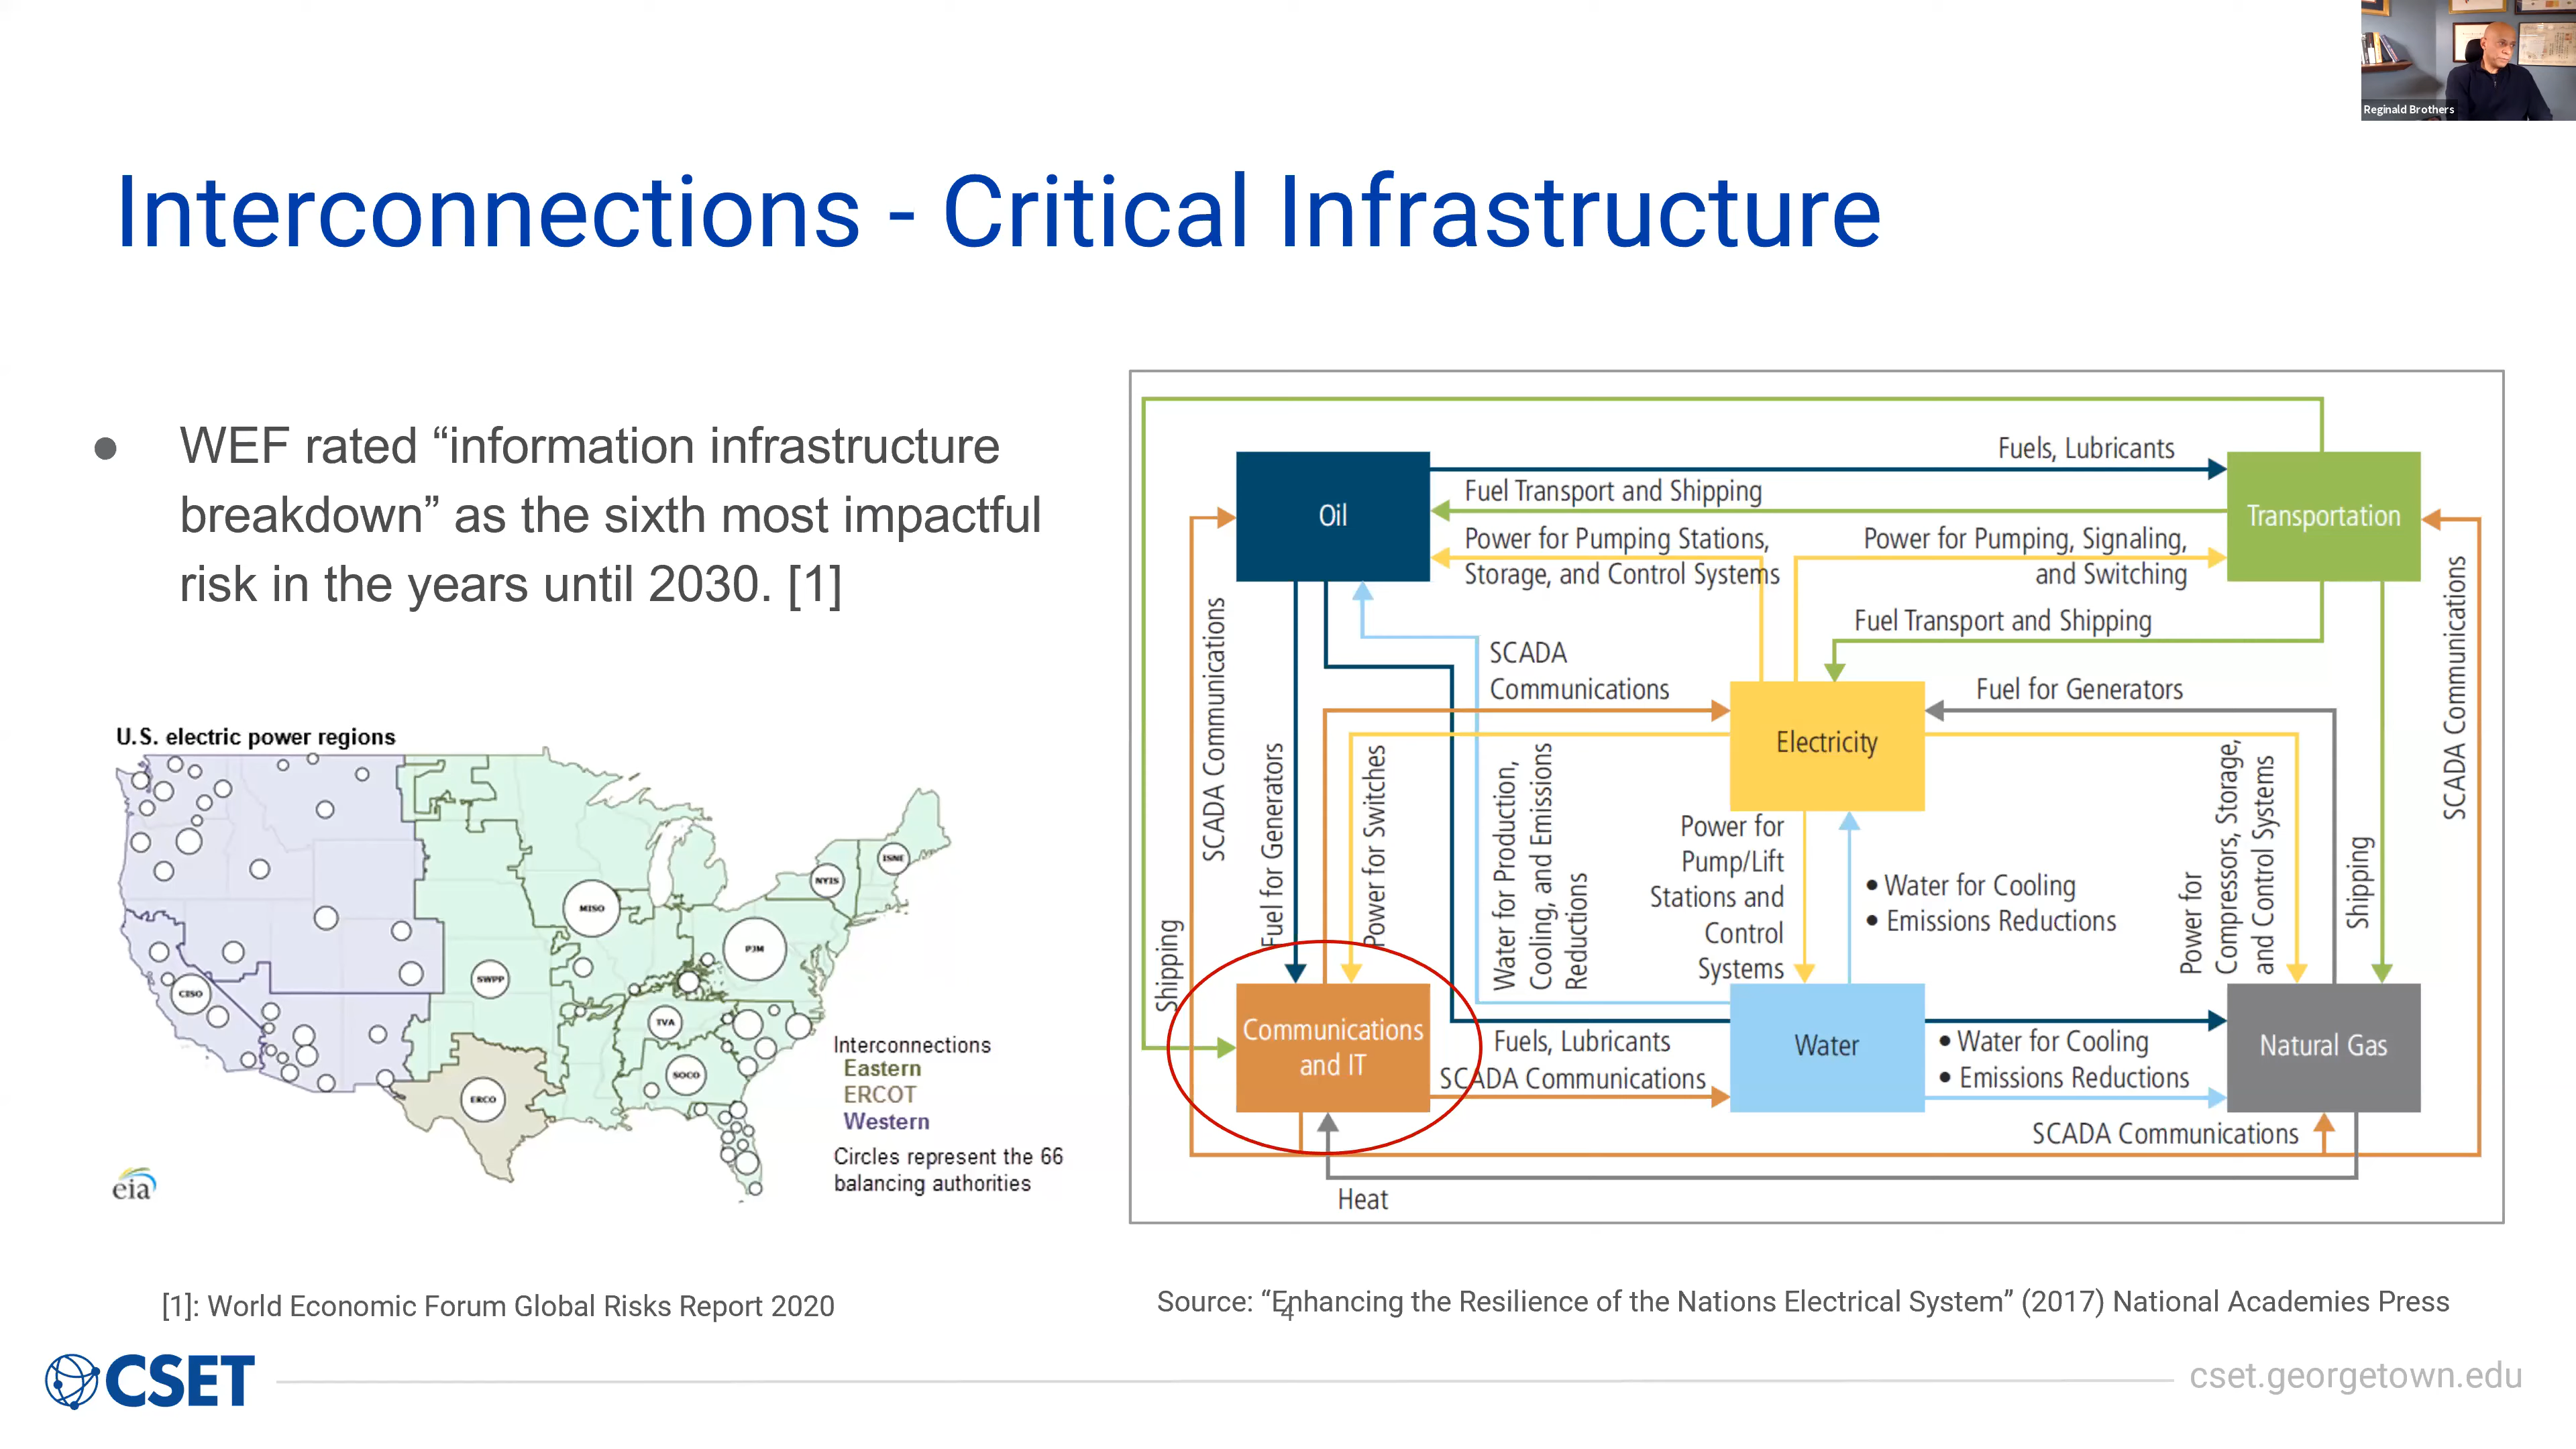 Reginald Brothers
Interconnections - Critical Infrastructure
● WEF rated “information infrastructure
breakdown” as the sixth most impactful
risk in the years until 2030. [1]
U.S. electric power regions
ISNE
NYIS
MISO
PJM
SWPP
CISO
TVA
SOCO
ERCO
Interconnections
Eastern
ERCOT
Western
Circles represent the 66
balancing authorities
eia
[1]: World Economic Forum Global Risks Report 2020
Oil
Transportation
Fuels, Lubricants
Fuel Transport and Shipping
Power for Pumping Stations,
Storage, and Control Systems
Power for Pumping, Signaling,
and Switching
Fuel Transport and Shipping
SCADA
Communications
Fuel for Generators
Electricity
SCADA Communications
Shipping
Fuel for Generators
Power for Switches
Water for Production,
Cooling, and Emissions
Reductions
Power for
Pump/Lift
Stations and
Control
Systems
• Water for Cooling
• Emissions Reductions
Power for
Compressors, Storage,
and Control Systems
Shipping
SCADA Communications
Communications
and IT
Fuels, Lubricants
SCADA Communications
Water
• Water for Cooling
• Emissions Reductions
Natural Gas
SCADA Communications
Heat
Source: “Enhancing the Resilience of the Nations Electrical System” (2017) National Academies Press
4
CSET
cset.georgetown.edu